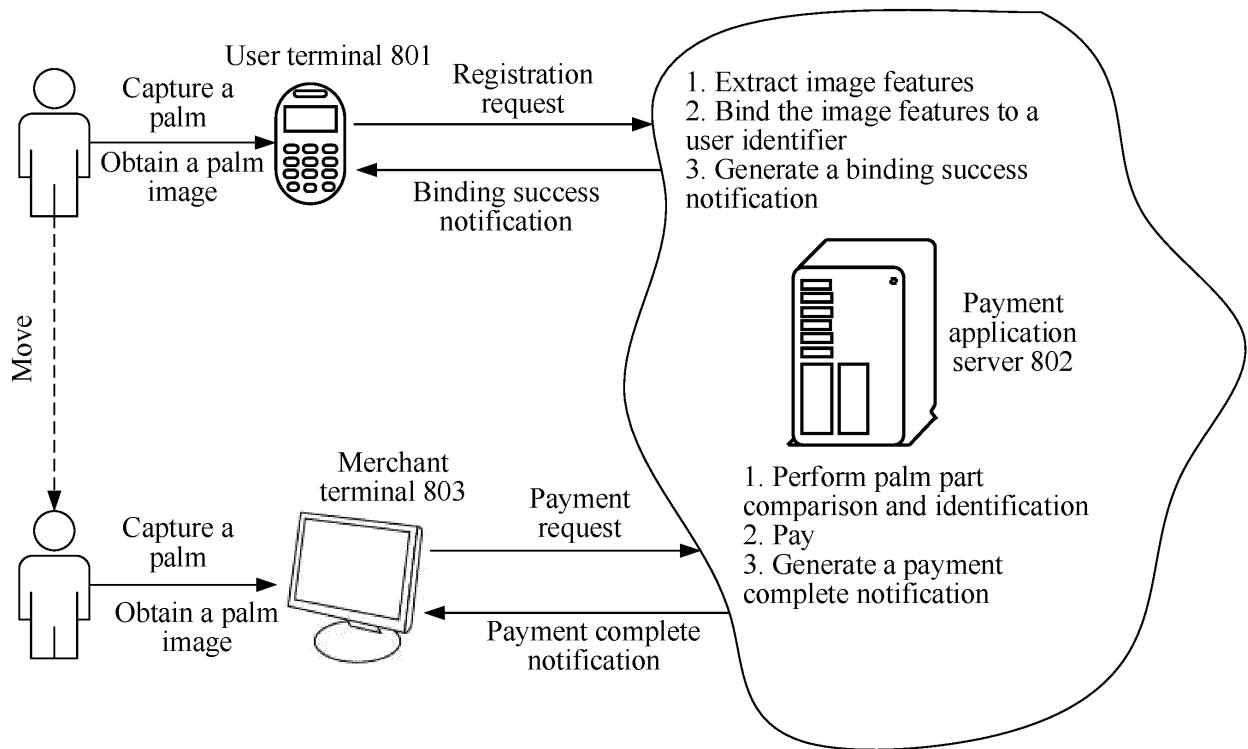 User terminal 801
Capture a
palm
Obtain a palm
image
Registration
request
Binding success
notification
1. Extract image features
2. Bind the image features to a
user identifier
3. Generate a binding success
notification
Payment
application
server 802
Move
Merchant
terminal 803
Capture a
palm
Obtain a palm
image
Payment
request
Payment complete
notification
1. Perform palm part
comparison and identification
2. Pay
3. Generate a payment
complete notification